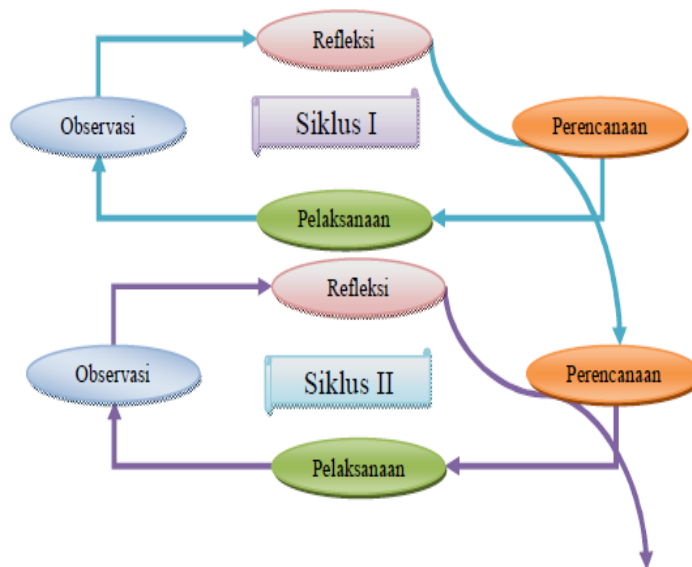 Refleksi
Observasi
Siklus I
Perencanaan
Pelaksanaan
Refleksi
Observasi
Siklus II
Perencanaan
Pelaksanaan